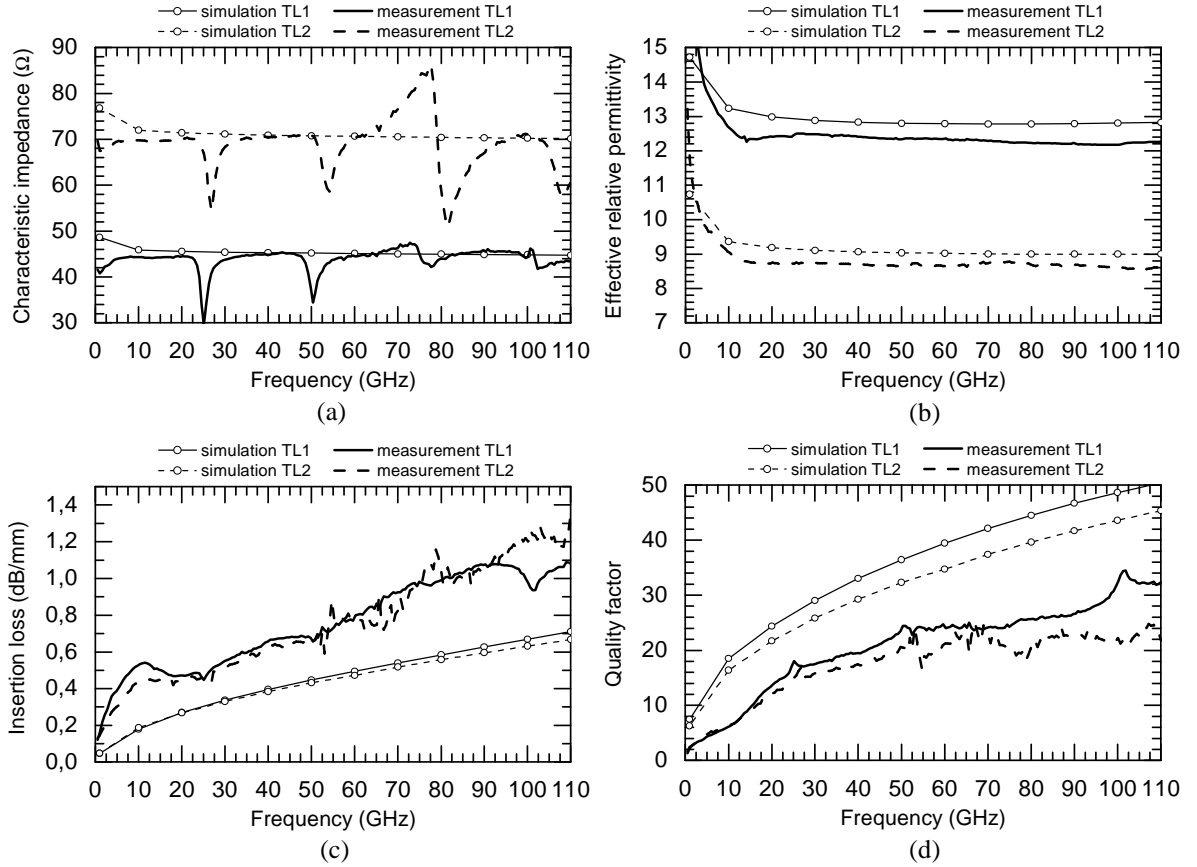 simulation TL1 measurement TL1
simulation TL2 measurement TL2
Characteristic impedance (Ω)
90
80
70
60
50
40
30
0 10 20 30 40 50 60 70 80 90 100 110
Frequency (GHz)
(a)
simulation TL1 measurement TL1
simulation TL2 measurement TL2
Effective relative permittivity
15
14
13
12
11
10
9
8
7
0 10 20 30 40 50 60 70 80 90 100 110
Frequency (GHz)
(b)
simulation TL1 measurement TL1
simulation TL2 measurement TL2
Insertion loss (dB/mm)
1,4
1,2
1,0
0,8
0,6
0,4
0,2
0,0
0 10 20 30 40 50 60 70 80 90 100 110
Frequency (GHz)
(c)
simulation TL1 measurement TL1
simulation TL2 measurement TL2
Quality factor
50
40
30
20
10
0
0 10 20 30 40 50 60 70 80 90 100 110
Frequency (GHz)
(d)